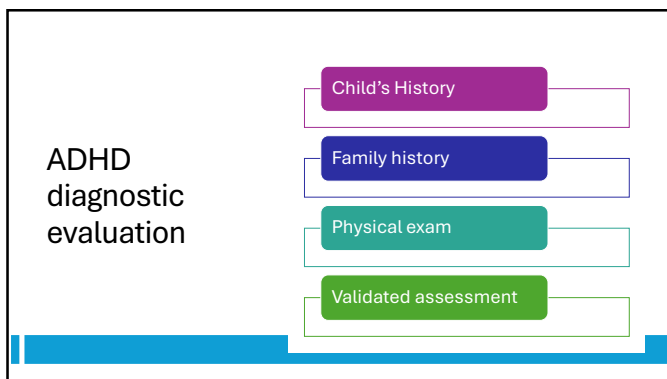 ADHD
diagnostic
evaluation
Child’s History
Family history
Physical exam
Validated assessment